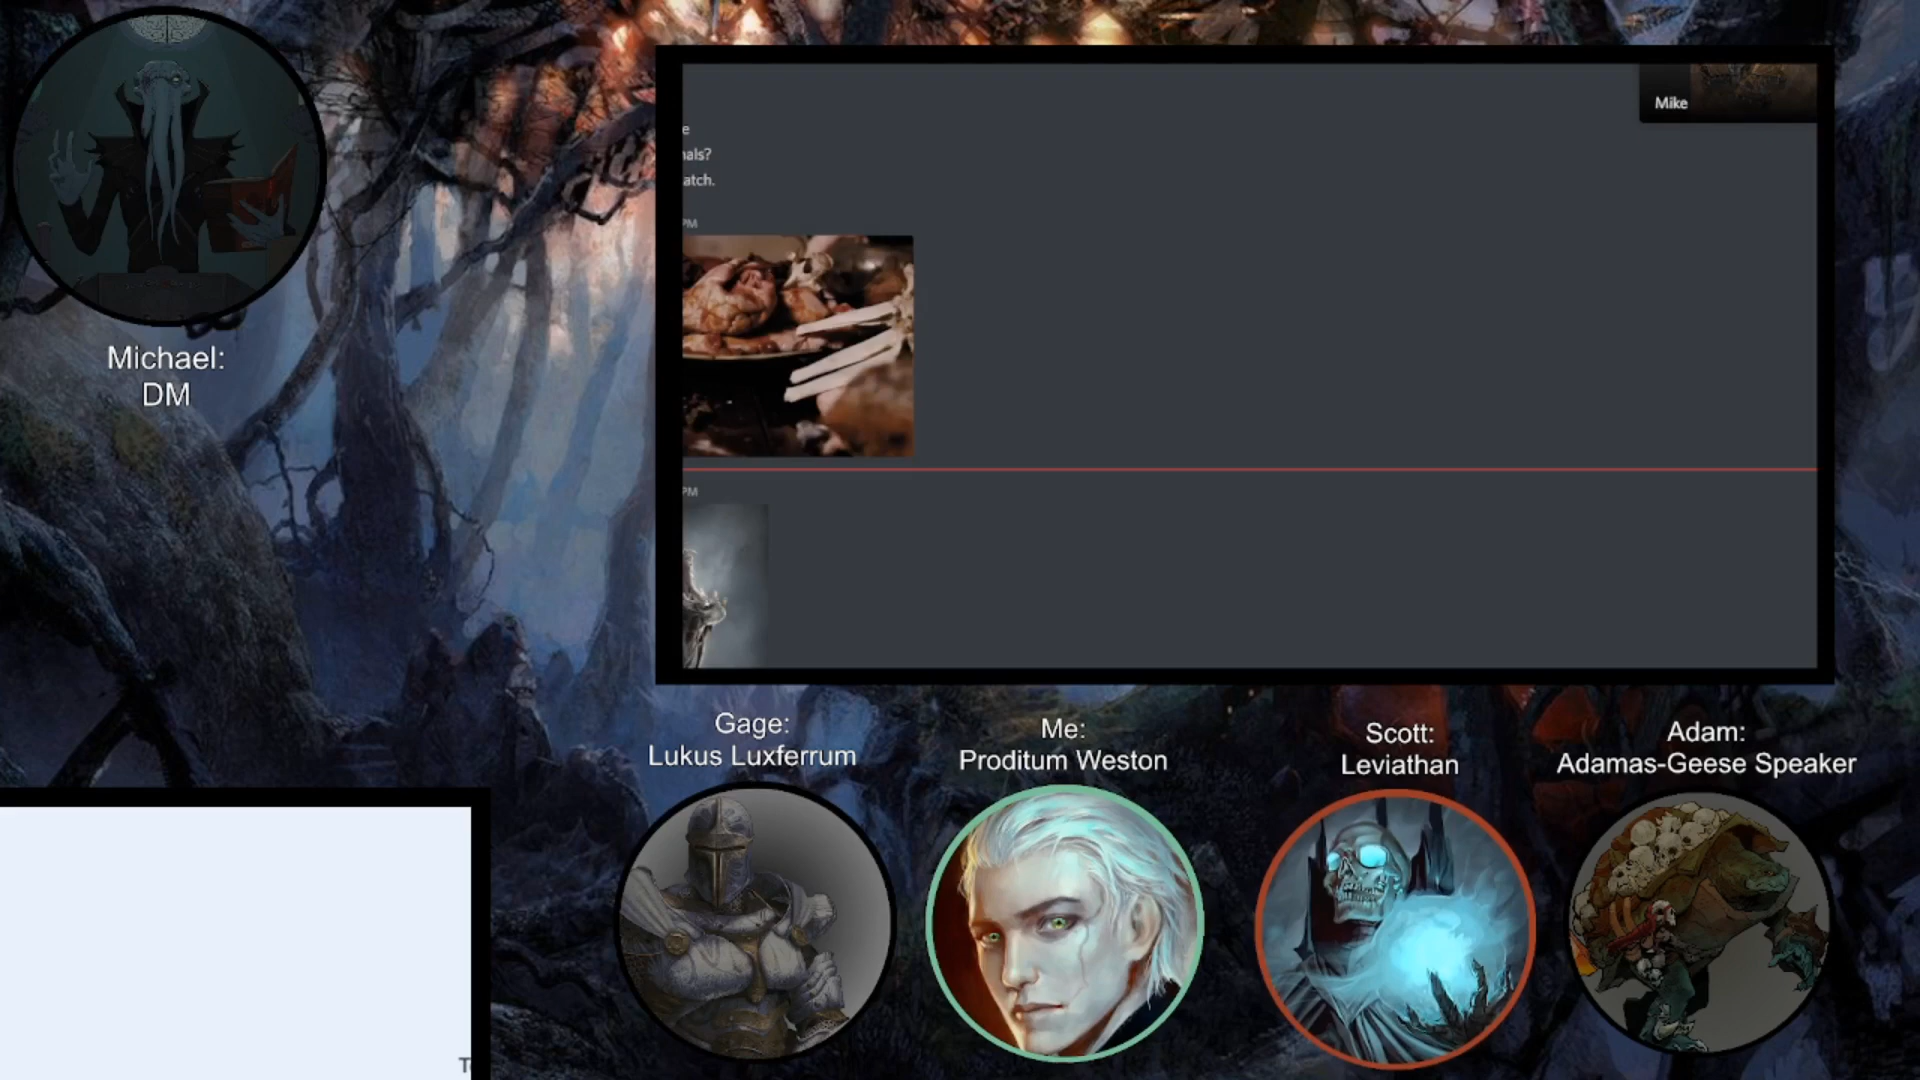 Michael:
DM
Mike
e
als?
atch.
PM
PM
Gage:
Lukus Luxferrum
Me:
Proditum Weston
Scott:
Leviathan
Adam:
Adamas-Geese Speaker